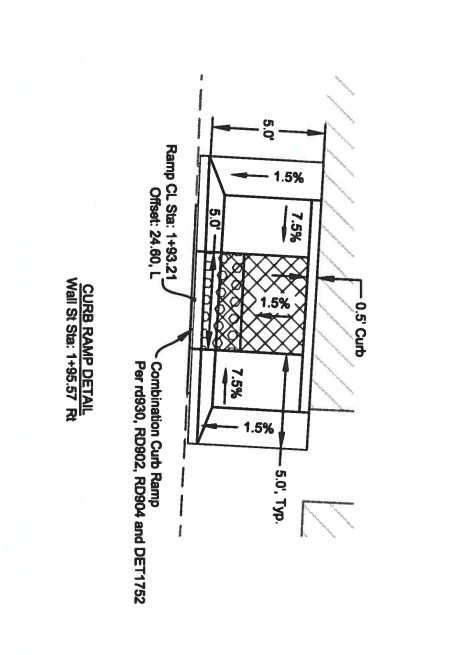 0.5' Curb
5.0'
1.5%
7.5%
1.5%
5.0'
7.5%
1.5%
5.0', Typ.
Ramp CL Sta: 1+93.21
Offset: 24.60, L
Combination Curb Ramp
Per rd930, RD902, RD904 and DET1752
CURB RAMP DETAIL
Wall St Sta: 1+95.57 Rt